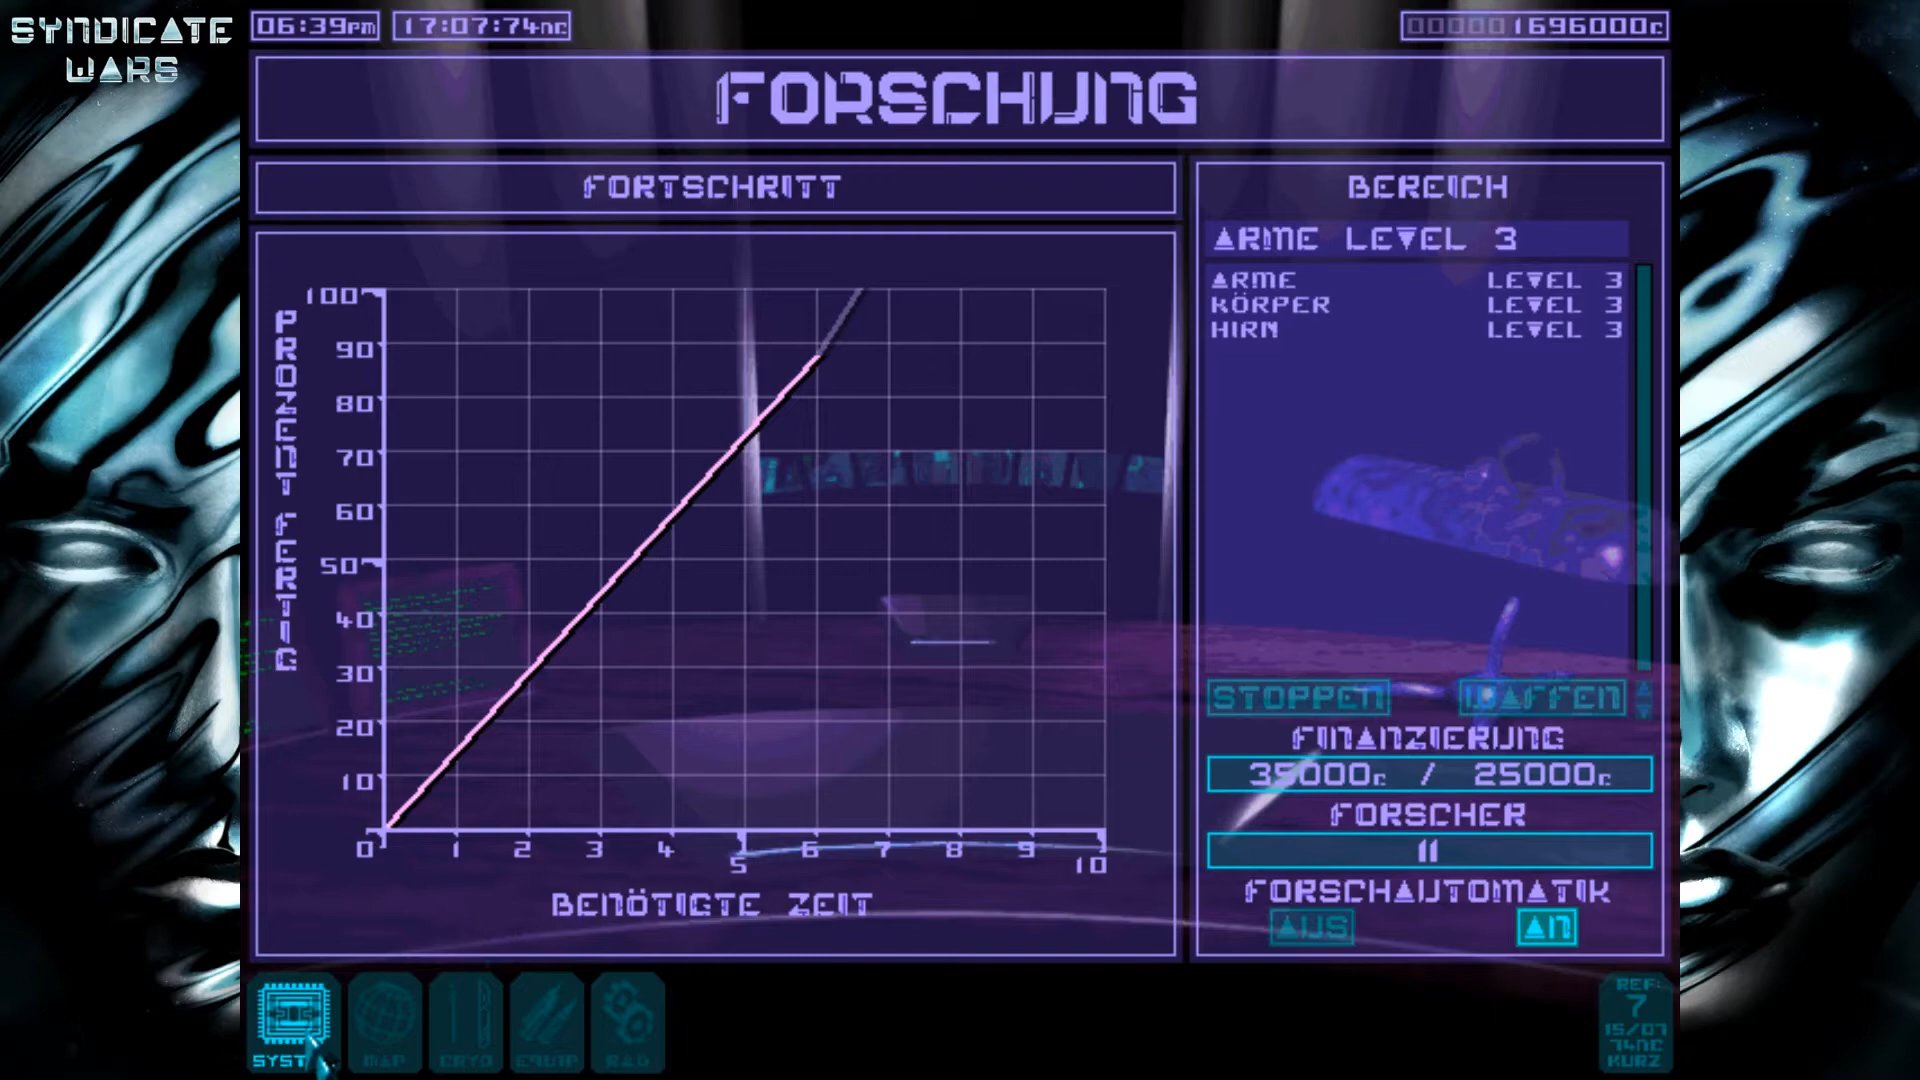 SYNDICATE
WARS
06:39pm
17:07:74nc
000001696000c
FORSCHUNG
FORTSCHRITT
BEREICH
ARME LEVEL 3
ARME LEVEL 3
KÖRPER LEVEL 3
HIRN LEVEL 3
PROZENT FERTIG
100
90
80
70
60
50
40
30
20
10
0 1 2 3 4 5 6 7 8 9 10
BENÖTIGTE ZEIT
STOPPEN WAFFEN
FINANZIERUNG
35000c / 25000c
FORSCHER
11
FORSCHAUTOMATIK
AUS AN
SYST MAP CRYO EQUIP R&D
REF:
7
15/07
74NC
KURZ